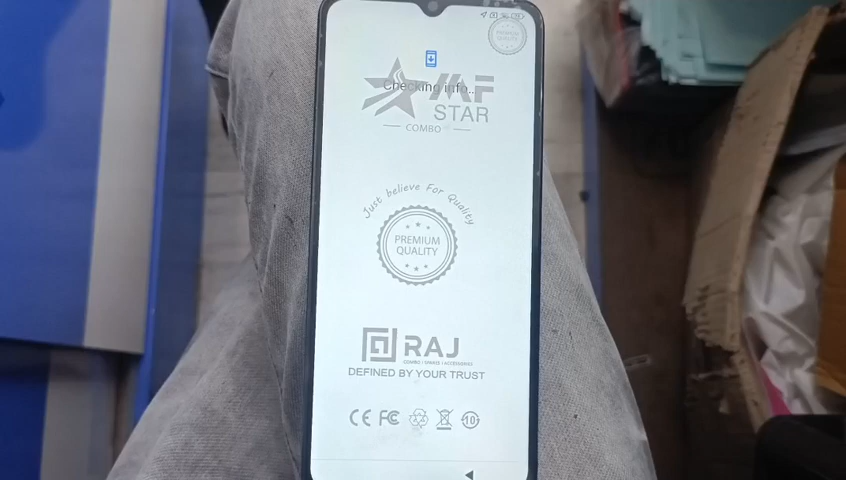 PREMIUM
QUALITY
Checking info...
MF
STAR
COMBO
Just believe For Quality
PREMIUM
QUALITY
RAJ
COMBO | SPARES | ACCESSORIES
DEFINED BY YOUR TRUST
CE FC 10